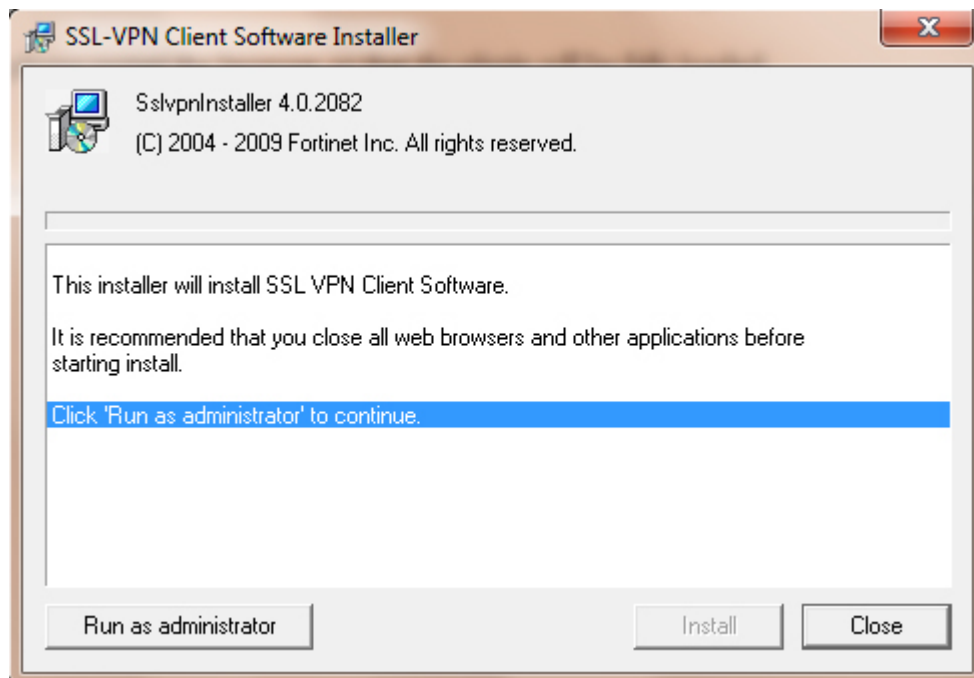 SSL-VPN Client Software Installer
SslvpnInstaller 4.0.2082
(C) 2004 - 2009 Fortinet Inc. All rights reserved.
This installer will install SSL VPN Client Software.
It is recommended that you close all web browsers and other applications before
starting install.
Click 'Run as administrator' to continue.
Run as administrator
Install
Close